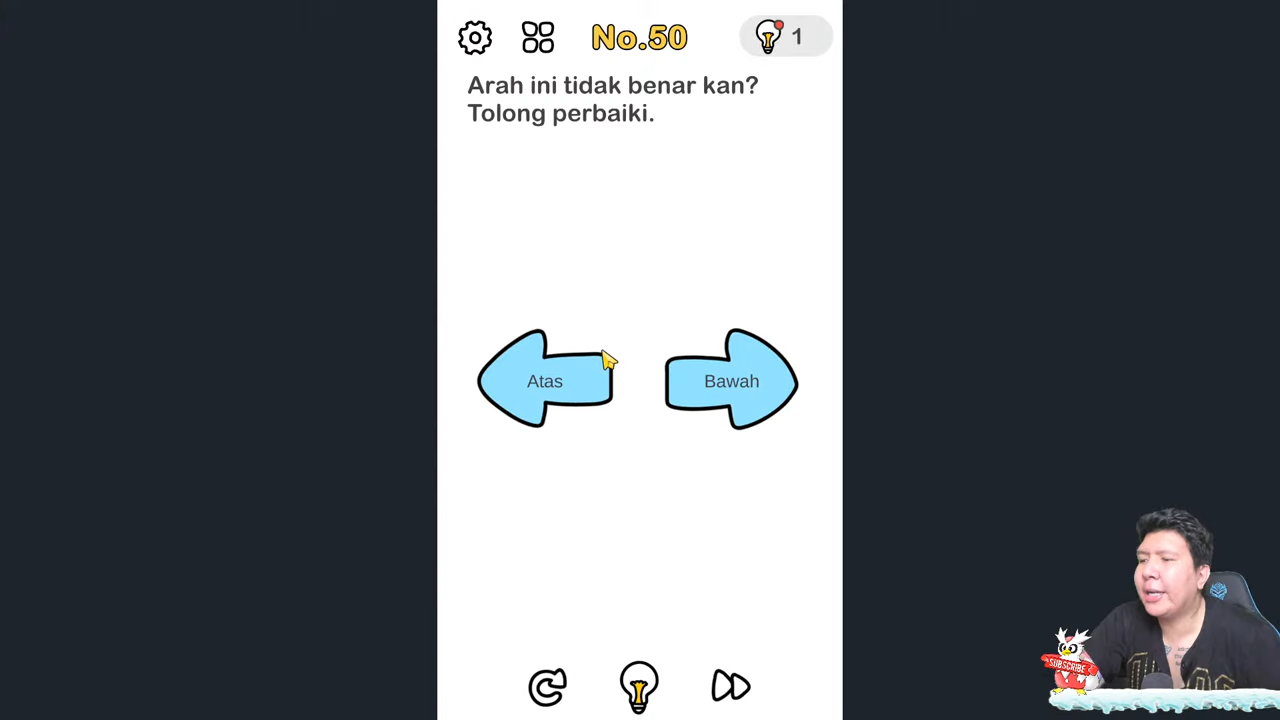 No.50
1
Arah ini tidak benar kan?
Tolong perbaiki.
Atas
Bawah
SUBSCRIBE